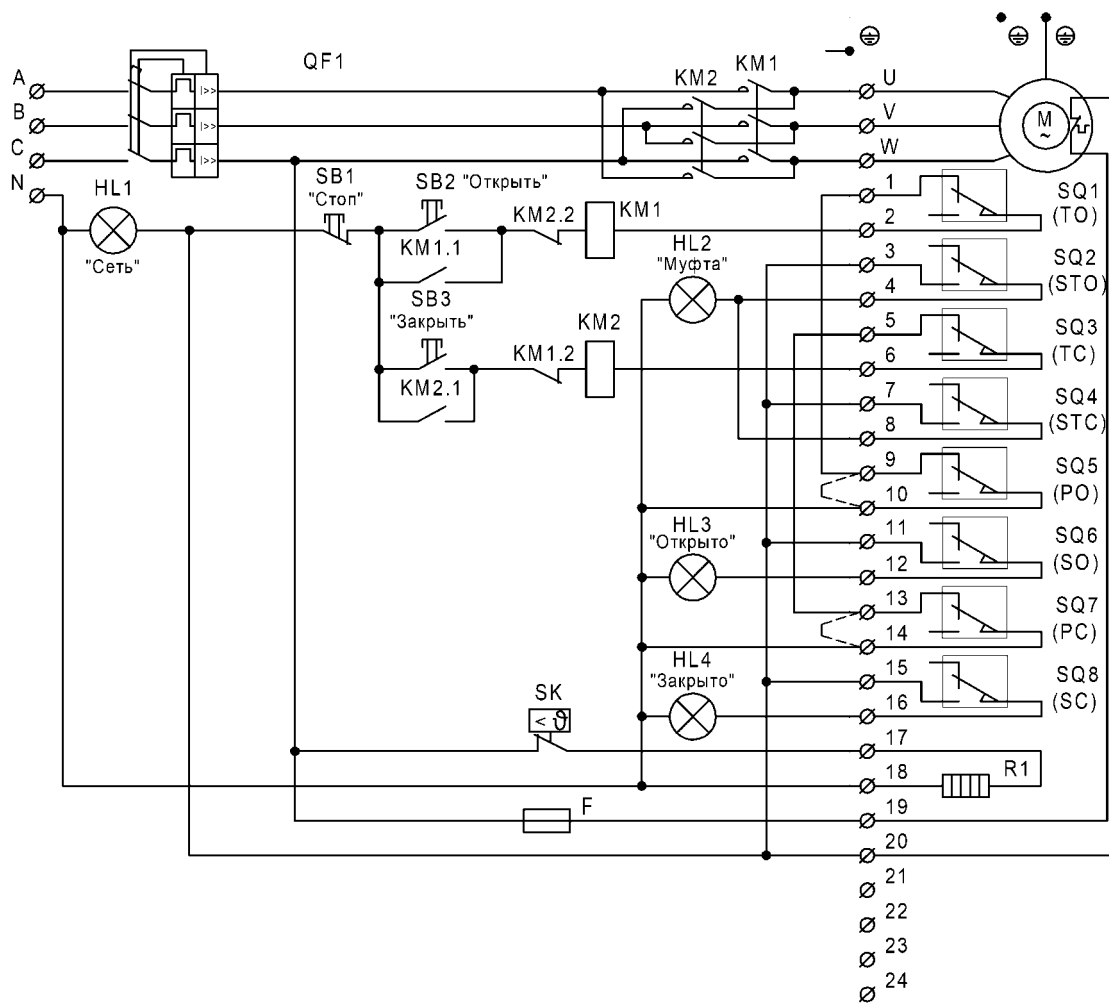 QF1
KM2
KM1
A
B
C
N
|>>
|>>
|>>
U
V
W
M
~
HL1
"Сеть"
SB1
"Стоп"
SB2 "Открыть"
KM1.1
KM2.2
KM1
SB3
"Закрыть"
KM2.1
KM1.2
KM2
HL2
"Муфта"
HL3
"Открыто"
HL4
"Закрыто"
SK
< ϑ
F
R1
1
2
3
4
5
6
7
8
9
10
11
12
13
14
15
16
17
18
19
20
21
22
23
24
SQ1
(TO)
SQ2
(STO)
SQ3
(TC)
SQ4
(STC)
SQ5
(PO)
SQ6
(SO)
SQ7
(PC)
SQ8
(SC)